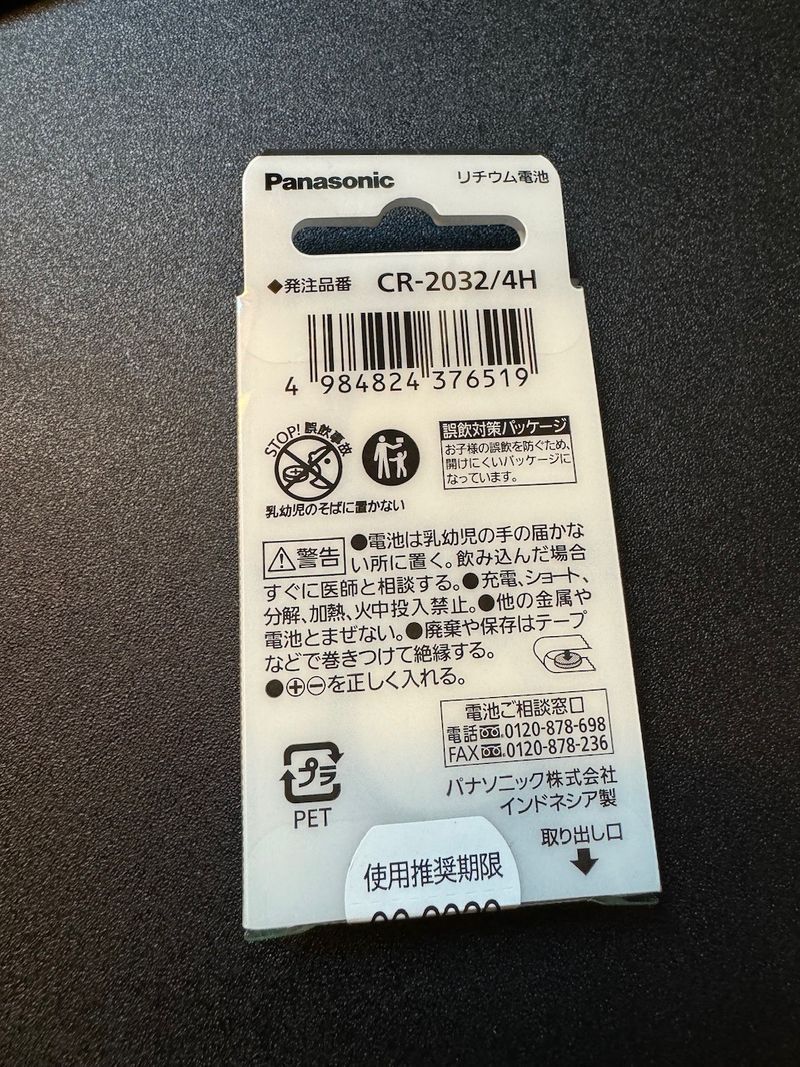 Panasonic
リチウム電池
◆発注品番 CR-2032/4H
4 984824 376519
STOP! 誤飲事故
乳幼児のそばに置かない
誤飲対策パッケージ
お子様の誤飲を防ぐため、
開けにくいパッケージに
なっています。
⚠警告 ●電池は乳幼児の手の届かな
い所に置く。飲み込んだ場合
すぐに医師と相談する。●充電、ショート、
分解、加熱、火中投入禁止。●他の金属や
電池とまぜない。●廃棄や保存はテープ
などで巻きつけて絶縁する。
●⊕⊖を正しく入れる。
電池ご相談窓口
電話 0120-878-698
FAX 0120-878-236
プラ
PET
パナソニック株式会社
インドネシア製
取り出し口
使用推奨期限